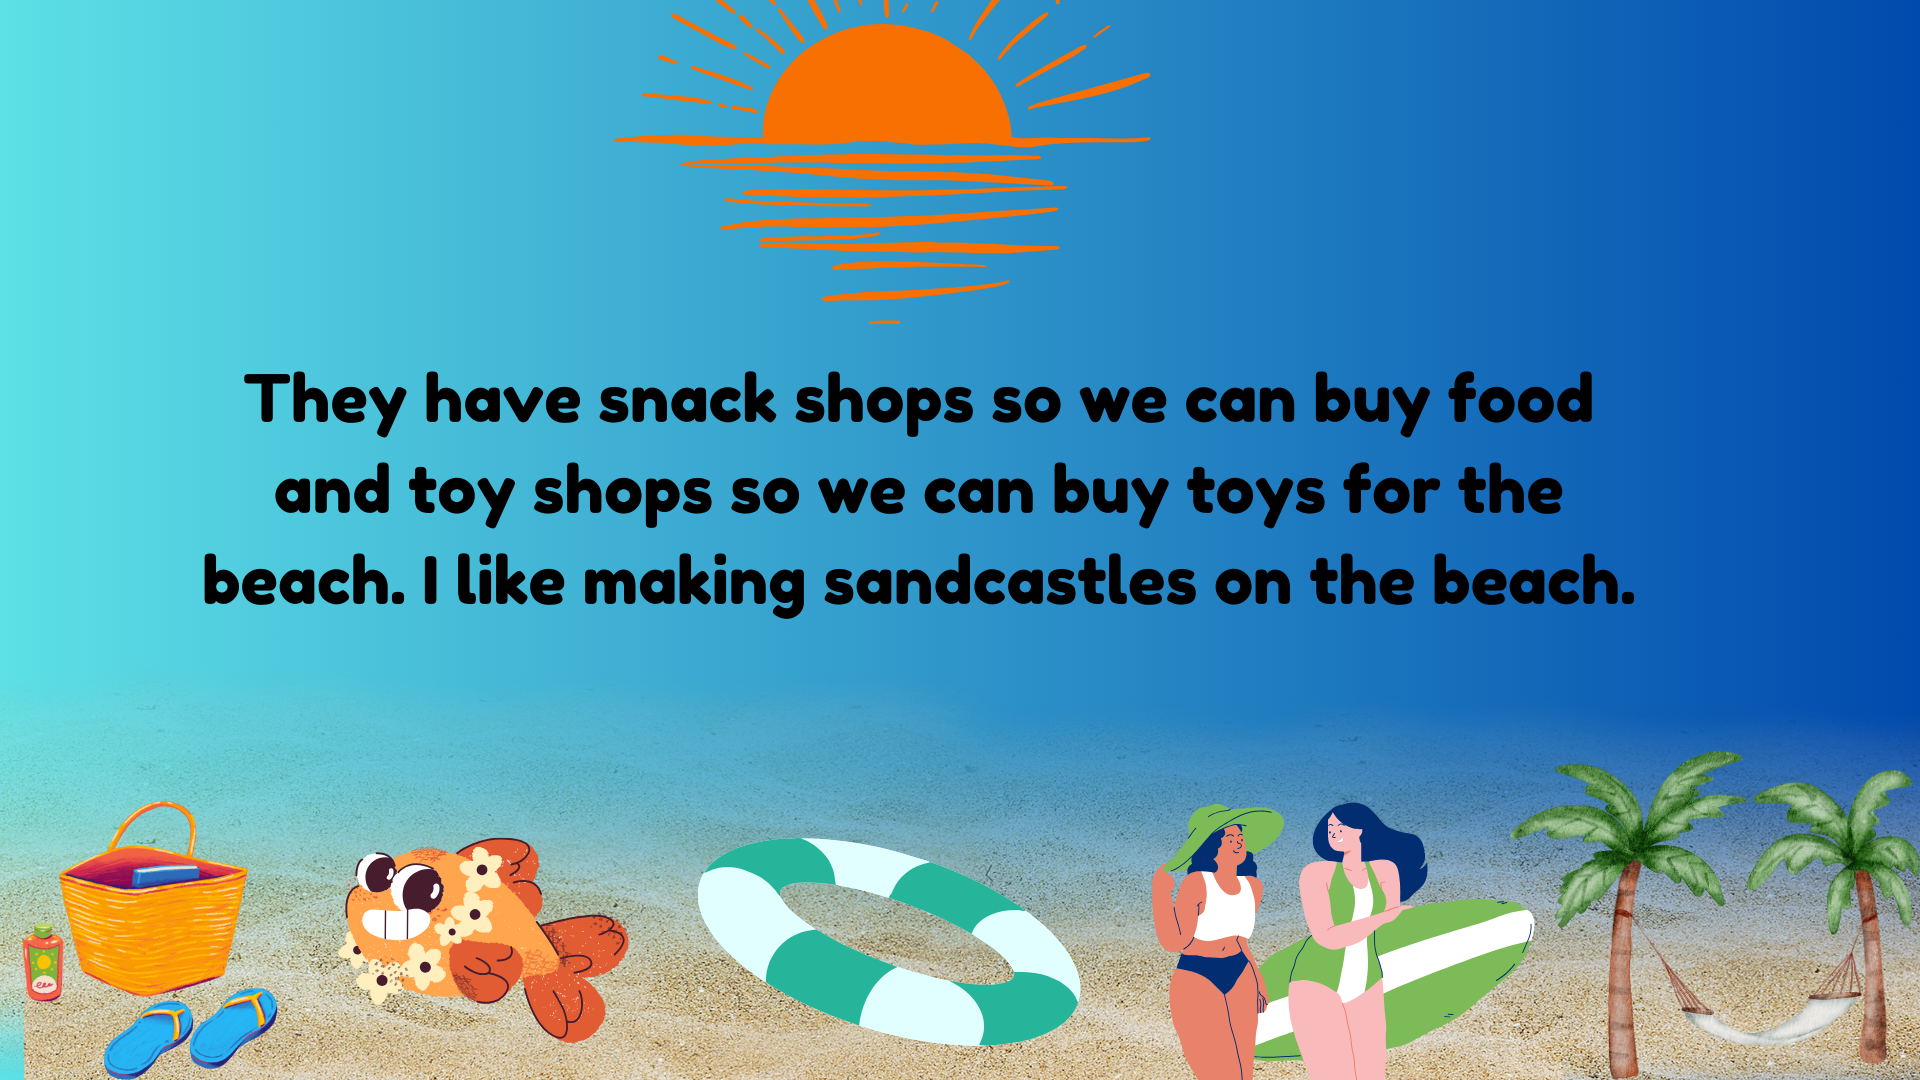 They have snack shops so we can buy food
and toy shops so we can buy toys for the
beach. I like making sandcastles on the beach.